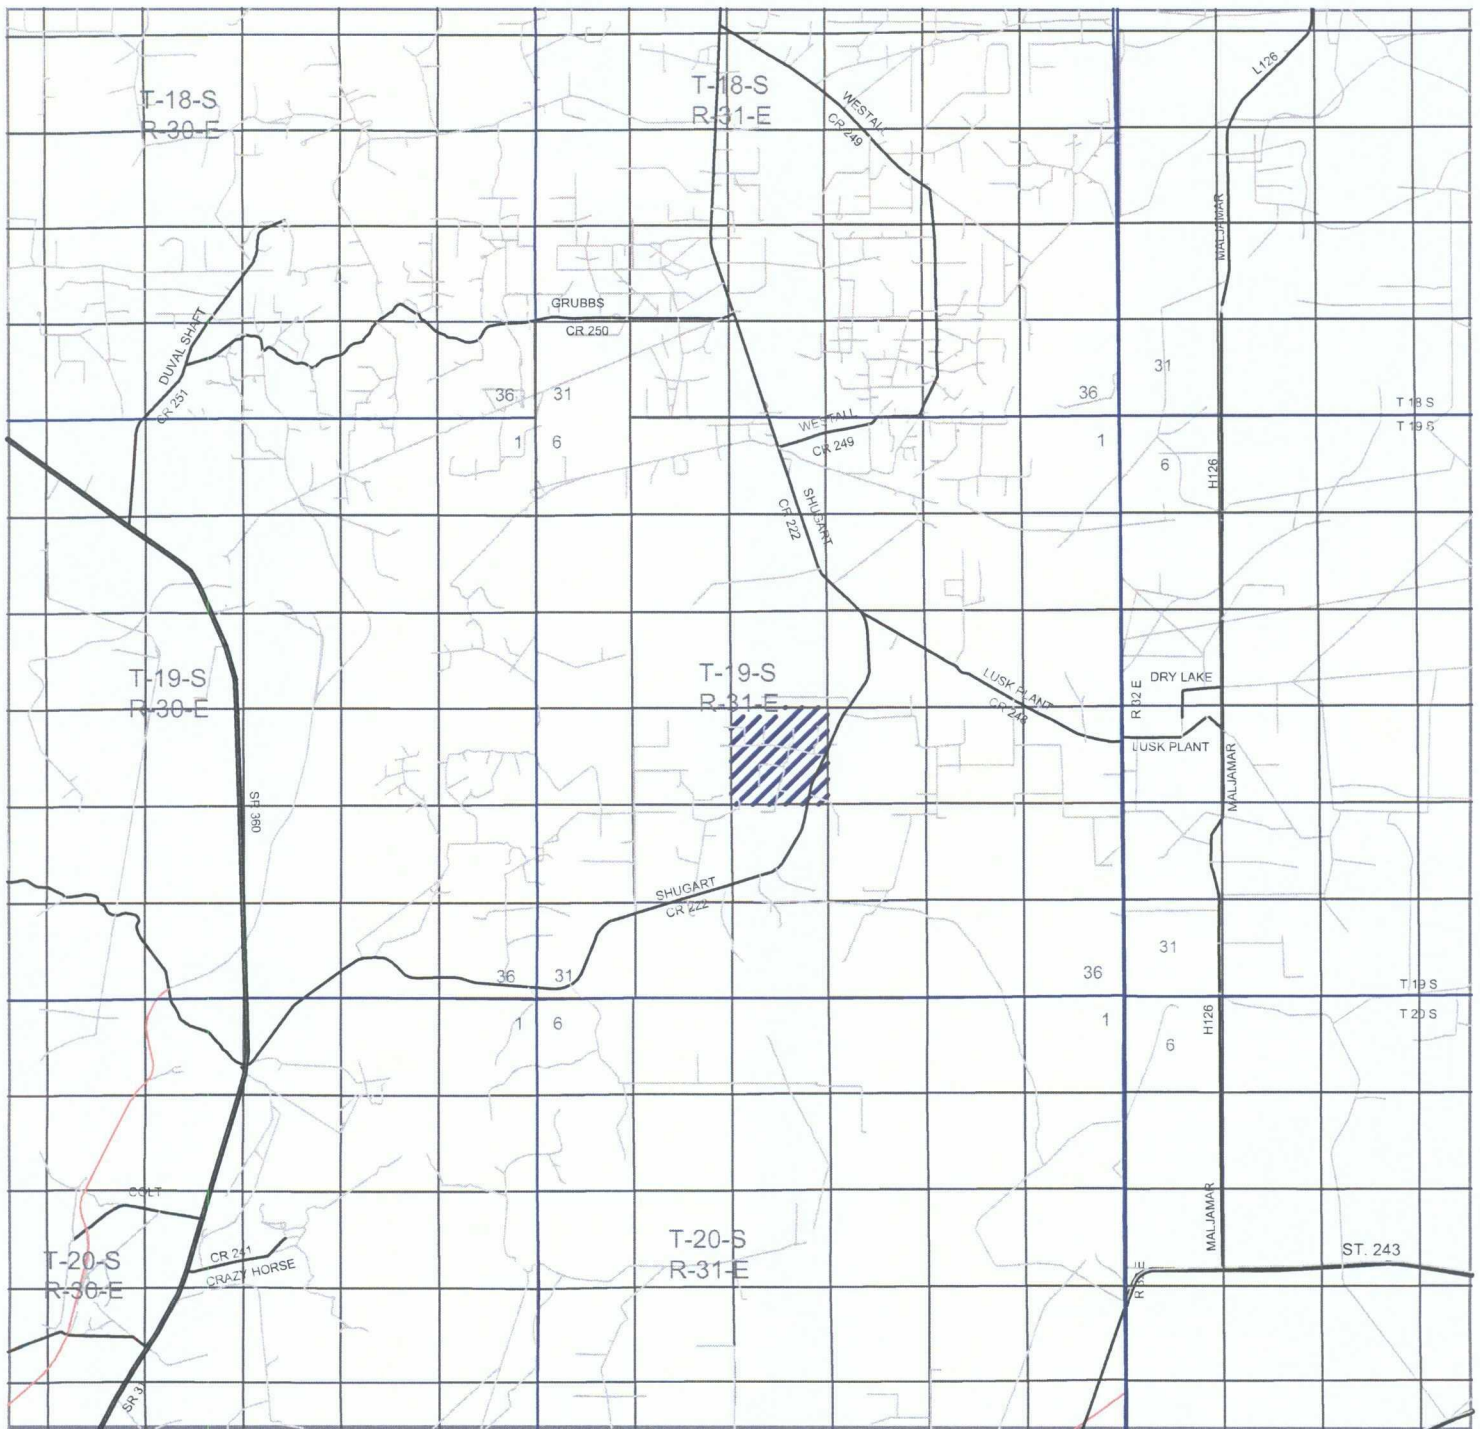 L126
T-18-S
R-30-E
T-18-S
R-31-E
WESTALL
CR 249
MALJAMAR
GRUBBS
CR 250
DUVAL SHAFT
CR 251
36
31
36
31
WESTALL
CR 249
T 18 S
T 19 S
1
6
1
6
H126
SHUGART
CR 222
T-19-S
R-30-E
T-19-S
R-31-E
LUSK PLANT
CR 248
R 32 E
DRY LAKE
LUSK PLANT
MALJAMAR
SR 360
SHUGART
CR 222
36
31
36
31
T 19 S
T 20 S
1
6
1
6
H126
COLT
MALJAMAR
T-20-S
R-30-E
CR 241
CRAZY HORSE
T-20-S
R-31-E
ST. 243